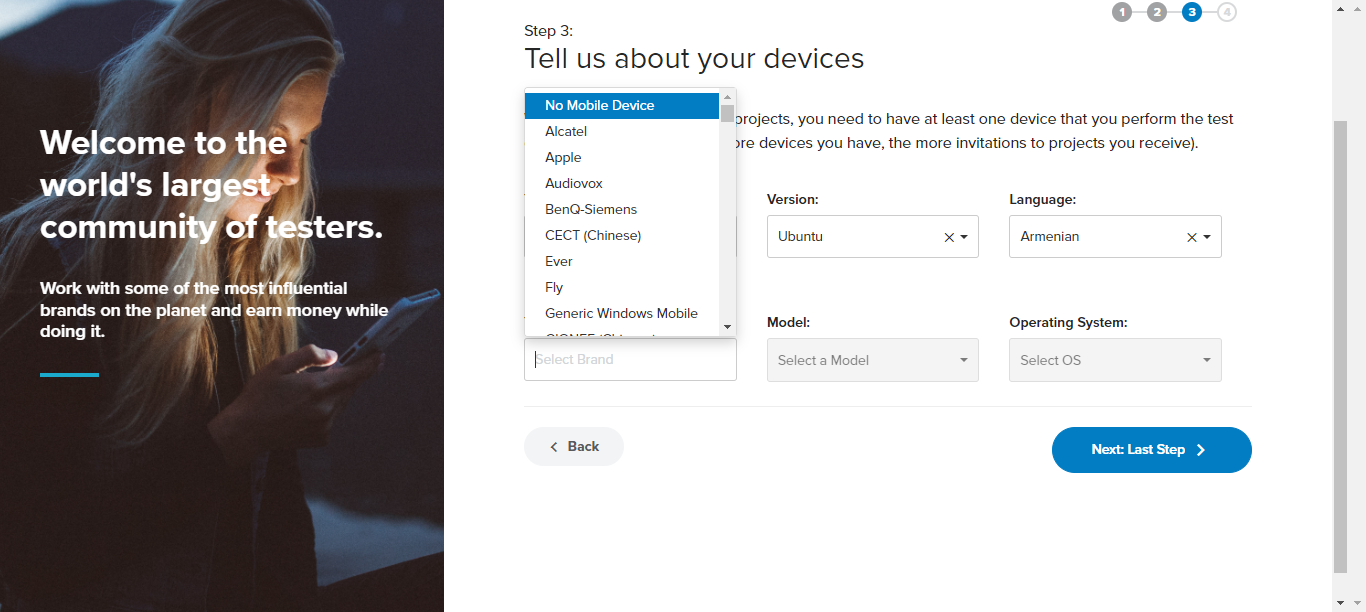 Welcome to the
world's largest
community of testers.
Work with some of the most influential
brands on the planet and earn money while
doing it.
1 2 3 4
Step 3:
Tell us about your devices
projects, you need to have at least one device that you perform the test
devices you have, the more invitations to projects you receive).
No Mobile Device
Alcatel
Apple
Audiovox
BenQ-Siemens
CECT (Chinese)
Ever
Fly
Generic Windows Mobile
Version:
Language:
Ubuntu
Armenian
Model:
Operating System:
Select Brand
Select a Model
Select OS
Back
Next: Last Step